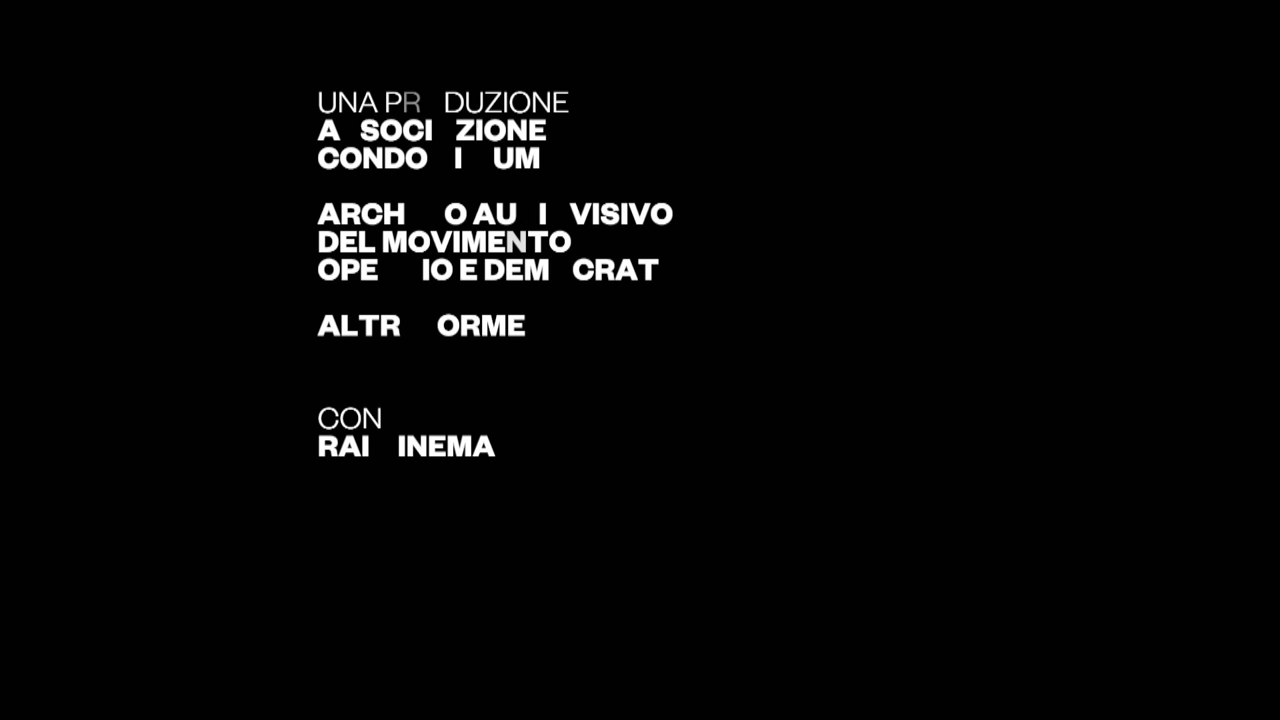 UNA PR DUZIONE
A SOCI ZIONE
CONDO I UM
ARCH O AU I VISIVO
DEL MOVIMENTO
OPE IO E DEM CRAT
ALTR ORME
CON
RAI INEMA